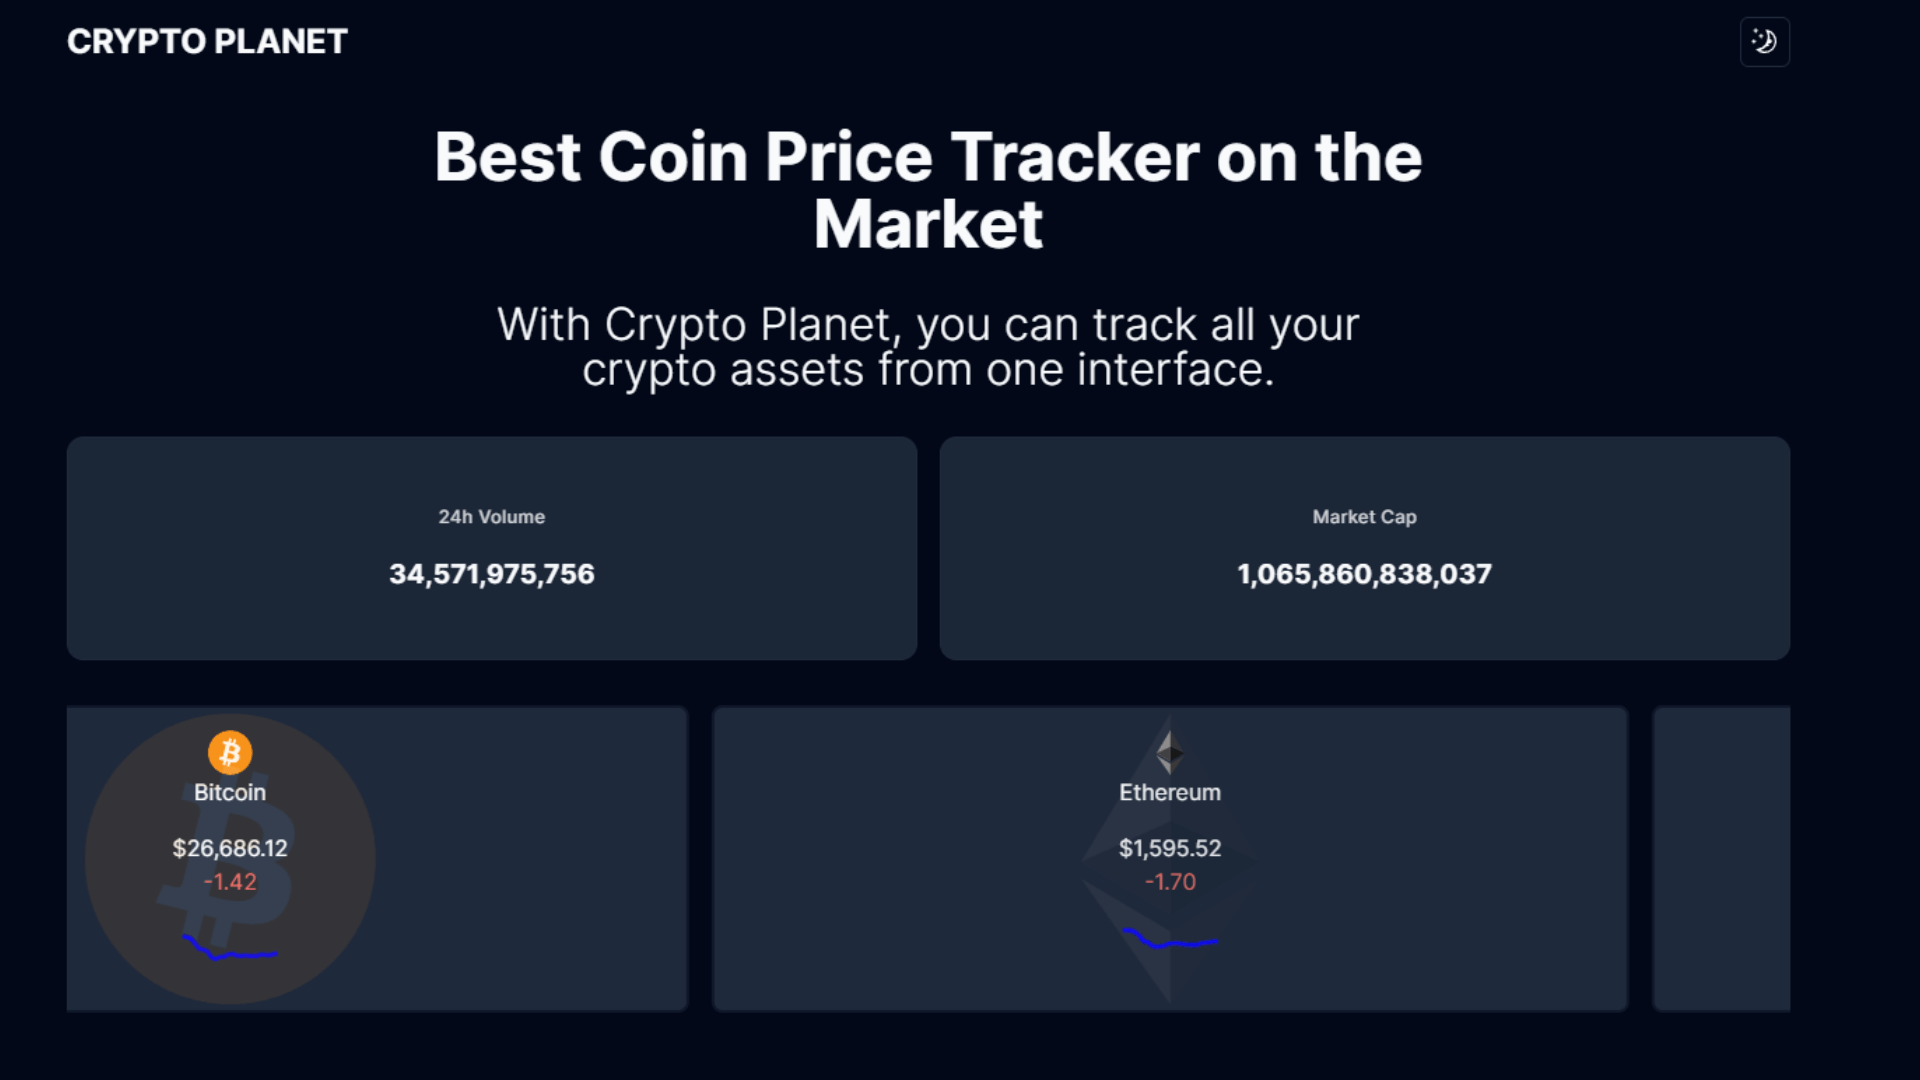 CRYPTO PLANET
Best Coin Price Tracker on the
Market
With Crypto Planet, you can track all your
crypto assets from one interface.
24h Volume
34,571,975,756
Market Cap
1,065,860,838,037
Bitcoin
$26,686.12
-1.42
Ethereum
$1,595.52
-1.70